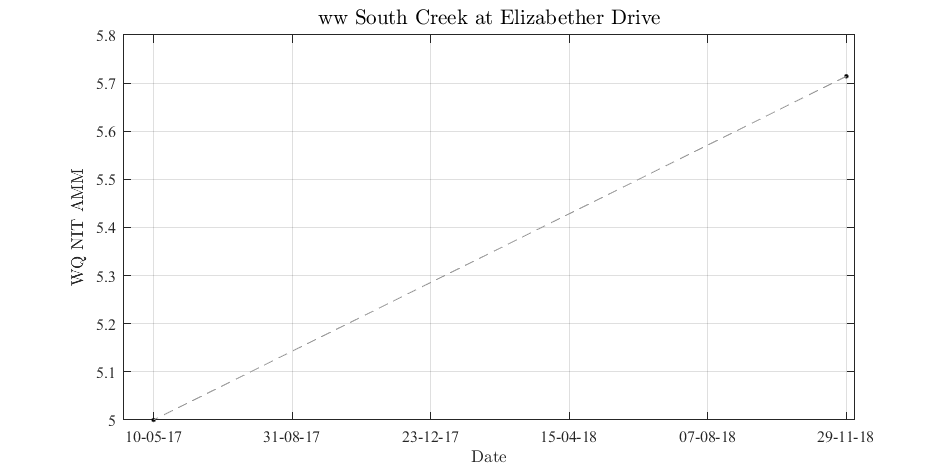 ww South Creek at Elizabether Drive
WQ NIT AMM
5.8
5.7
5.6
5.5
5.4
5.3
5.2
5.1
5
10-05-17 31-08-17 23-12-17 15-04-18 07-08-18 29-11-18
Date